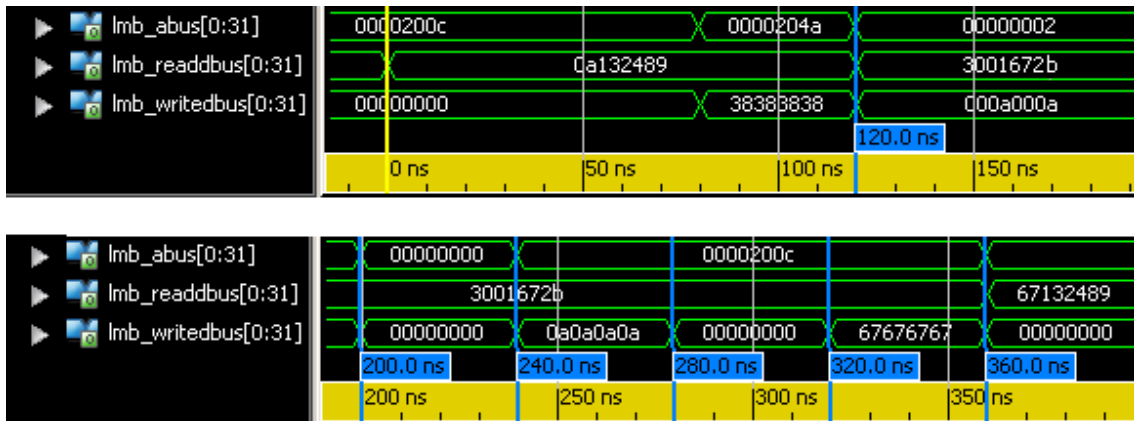 lmb_abus[0:31] 0000200c 0000204a 00000002
lmb_readdbus[0:31] 0a132489 3001672b
lmb_writedbus[0:31] 00000000 38383838 000a000a
120.0 ns
0 ns 50 ns 100 ns 150 ns
lmb_abus[0:31] 00000000 0000200c
lmb_readdbus[0:31] 3001672b 67132489
lmb_writedbus[0:31] 00000000 0a0a0a0a 00000000 67676767 00000000
200.0 ns 240.0 ns 280.0 ns 320.0 ns 360.0 ns
200 ns 250 ns 300 ns 350 ns